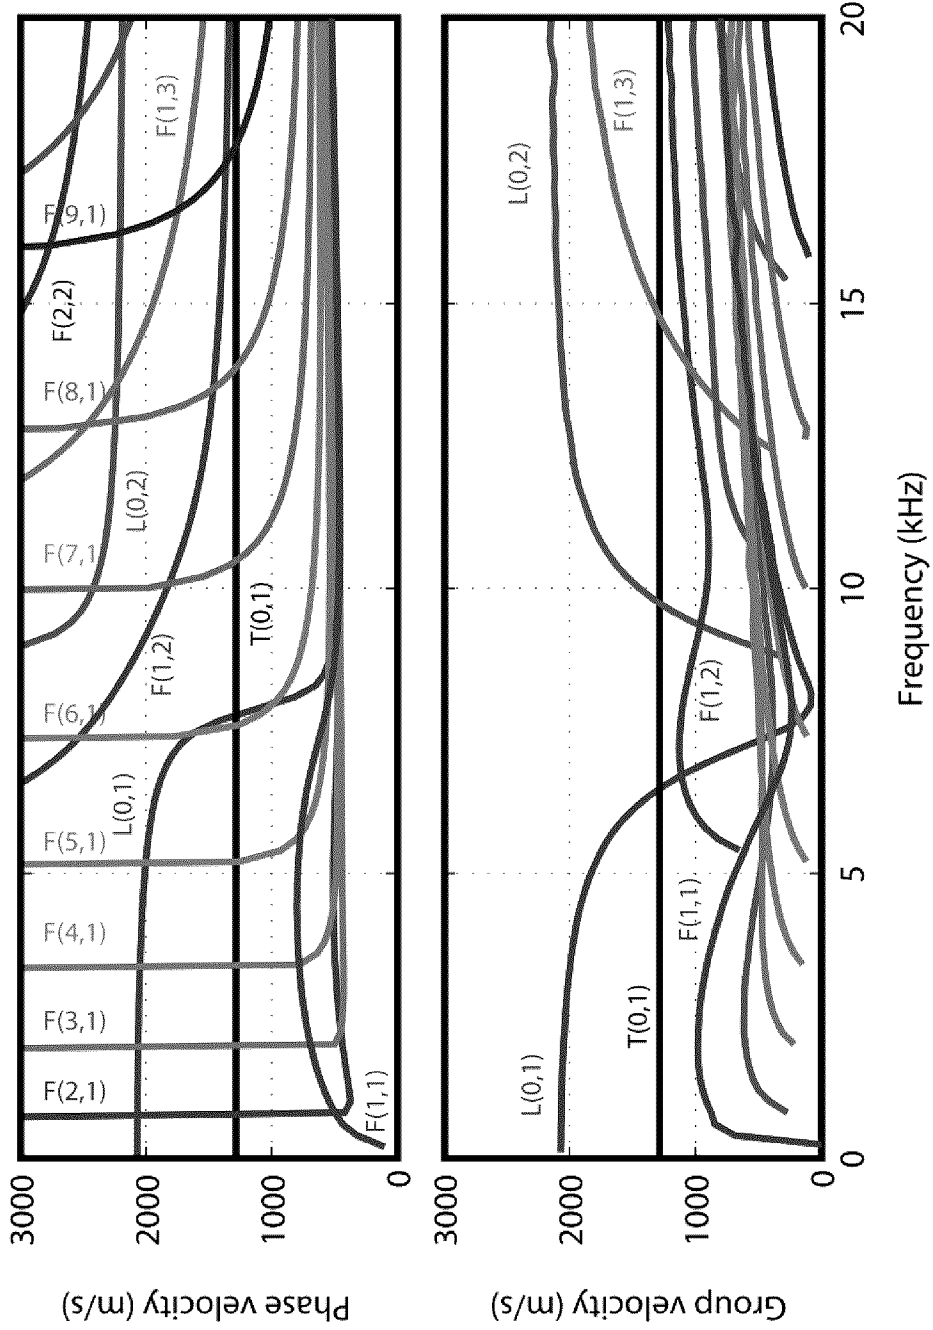 3000
2000
1000
0
Phase velocity (m/s)
F(2,1)
F(3,1)
F(4,1)
F(5,1)
F(6,1)
F(7,1)
F(8,1)
F(2,2)
F(9,1)
L(0,1)
F(1,2)
L(0,2)
F(1,3)
T(0,1)
F(1,1)
3000
2000
1000
0
Group velocity (m/s)
L(0,1)
T(0,1)
F(1,1)
F(1,2)
L(0,2)
F(1,3)
0
5
10
15
20
Frequency (kHz)